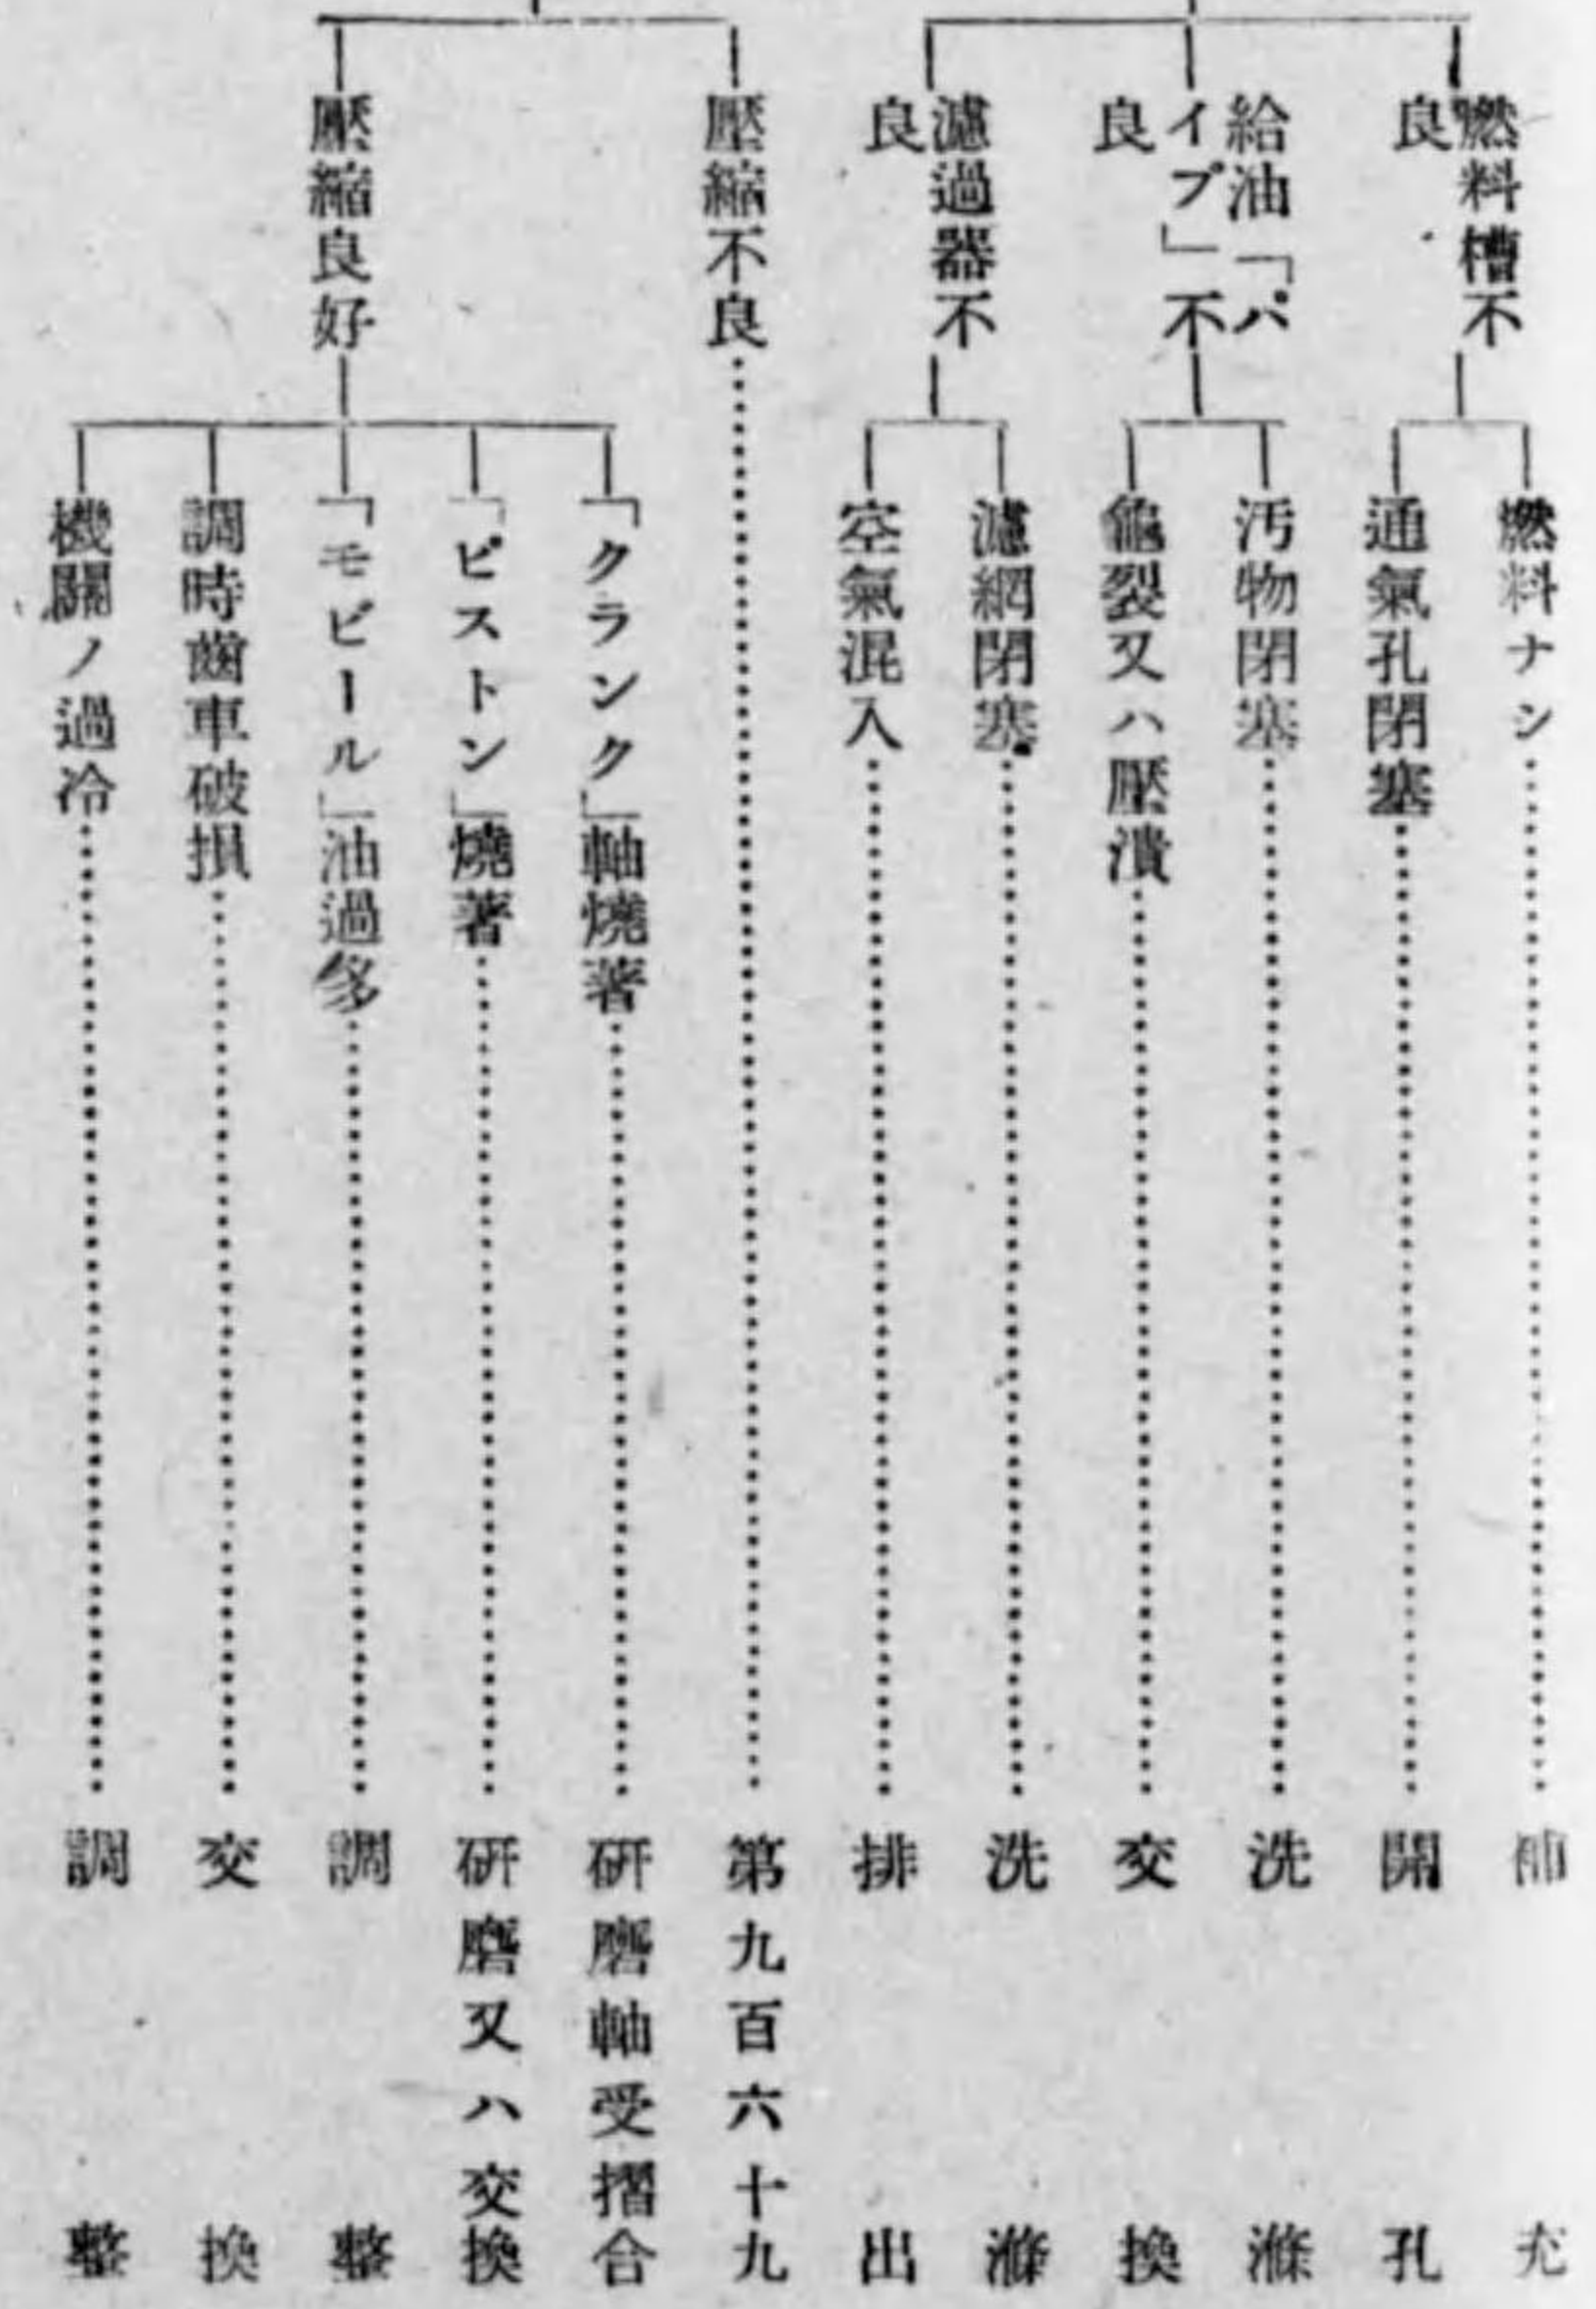 燃料槽不
良
燃料ナシ……補充
通氣孔閉塞……開孔
給油「パ
イプ」不
良
汚物閉塞……洗滌
龜裂又ハ壓潰……交換
濾過器不
良
濾網閉塞……洗滌
空氣混入……排出
壓縮不良……第九百六十九
壓縮良好
「クランク」軸燒著……硏磨軸受摺合
「ピストン」燒著……硏磨又ハ交換
「モビール」油過多……調整
調時齒車破損……交換
機關ノ過冷……調整